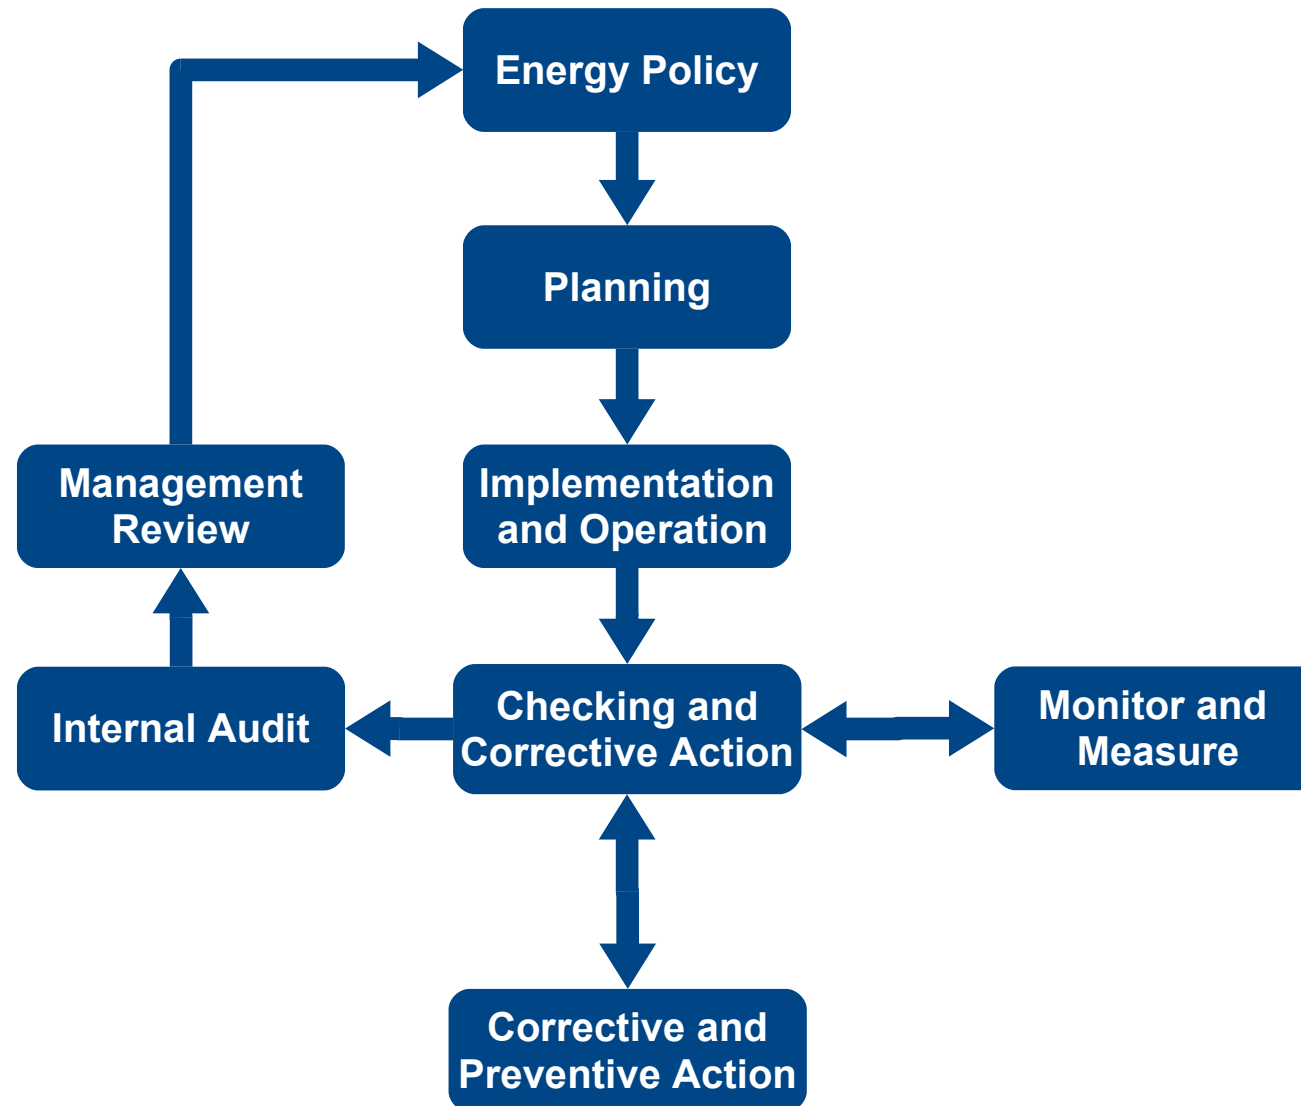 Energy Policy
Planning
Management
Review
Implementation
and Operation
Internal Audit
Checking and
Corrective Action
Monitor and
Measure
Corrective and
Preventive Action